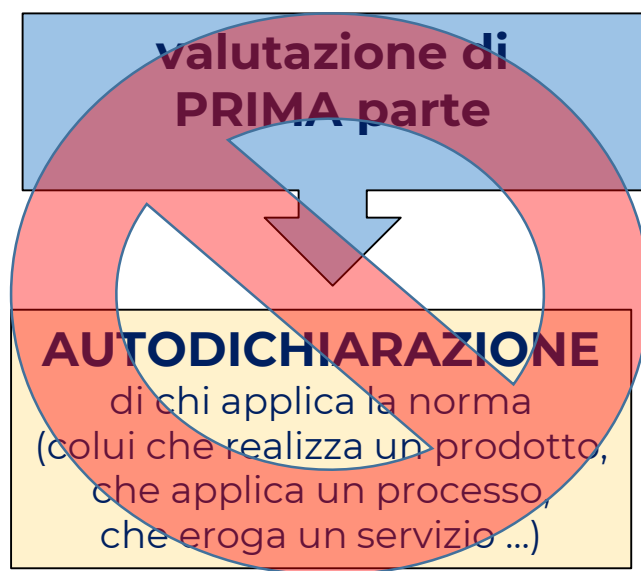 valutazione di
PRIMA parte
AUTODICHIARAZIONE
di chi applica la norma
(colui che realizza un prodotto,
che applica un processo,
che eroga un servizio ...)